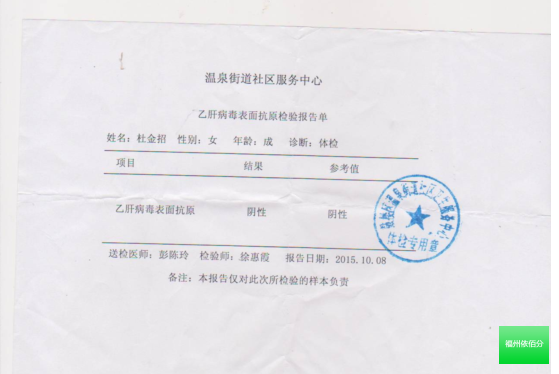 温泉街道社区服务中心
乙肝病毒表面抗原检验报告单
姓名：杜金招 性别：女 年龄：成 诊断：体检
项目 结果 参考值
乙肝病毒表面抗原 阴性 阴性
送检医师：彭陈玲 检验师：徐惠霞 报告日期：2015.10.08
备注：本报告仅对此次所检验的样本负责
体检专用章
福州依佰分